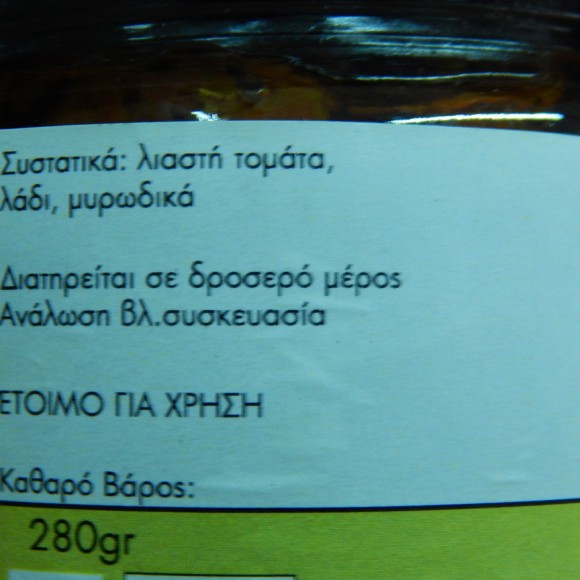 Συστατικά: λιαστή τομάτα,
λάδι, μυρωδικά
Διατηρείται σε δροσερό μέρος
Ανάλωση βλ.συσκευασία
ΕΤΟΙΜΟ ΓΙΑ ΧΡΗΣΗ
Καθαρό Βάρος:
280gr